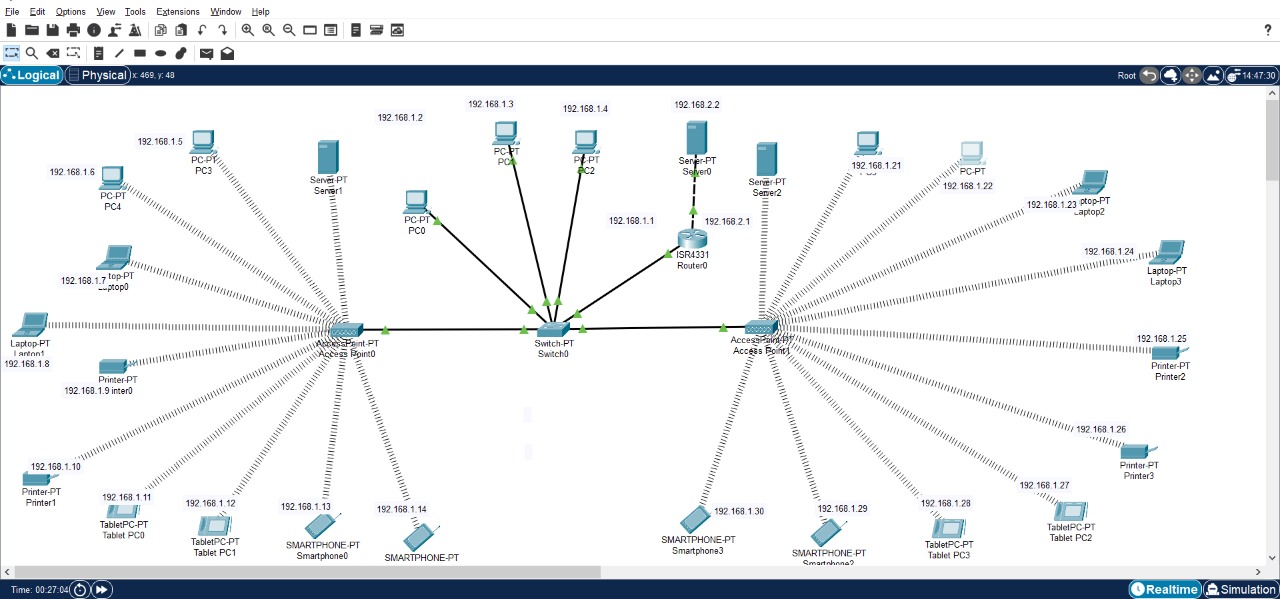 File Edit Options View Tools Extensions Window Help
?
Logical Physical x: 469, y: 48 Root 14:47:30
192.168.1.3
192.168.1.4
192.168.2.2
192.168.1.2
192.168.1.5
PC-PT
PC3
Server-PT
Server1
PC-PT
PC-PT
PC2
Server-PT
Server0
Server-PT
Server2
192.168.1.21
PC-PT
192.168.1.22
192.168.1.6
PC-PT
PC4
PC-PT
PC0
192.168.1.1
192.168.2.1
192.168.1.23
Laptop2
ISR4331
Router0
192.168.1.24
Laptop-PT
Laptop3
192.168.1.7
Laptop-PT
Laptop1
192.168.1.8
AccessPoint-PT
Access Point0
Switch-PT
Switch0
AccessPoint-PT
Access Point1
192.168.1.25
Printer-PT
Printer2
Printer-PT
192.168.1.9 inter0
192.168.1.26
Printer-PT
Printer3
192.168.1.10
Printer-PT
Printer1
192.168.1.11
TabletPC-PT
Tablet PC0
192.168.1.12
TabletPC-PT
Tablet PC1
192.168.1.13
SMARTPHONE-PT
Smartphone0
192.168.1.14
SMARTPHONE-PT
192.168.1.30
SMARTPHONE-PT
Smartphone3
192.168.1.29
SMARTPHONE-PT
Smartphone2
192.168.1.28
TabletPC-PT
Tablet PC3
192.168.1.27
TabletPC-PT
Tablet PC2
Time: 00:27:04 Realtime Simulation